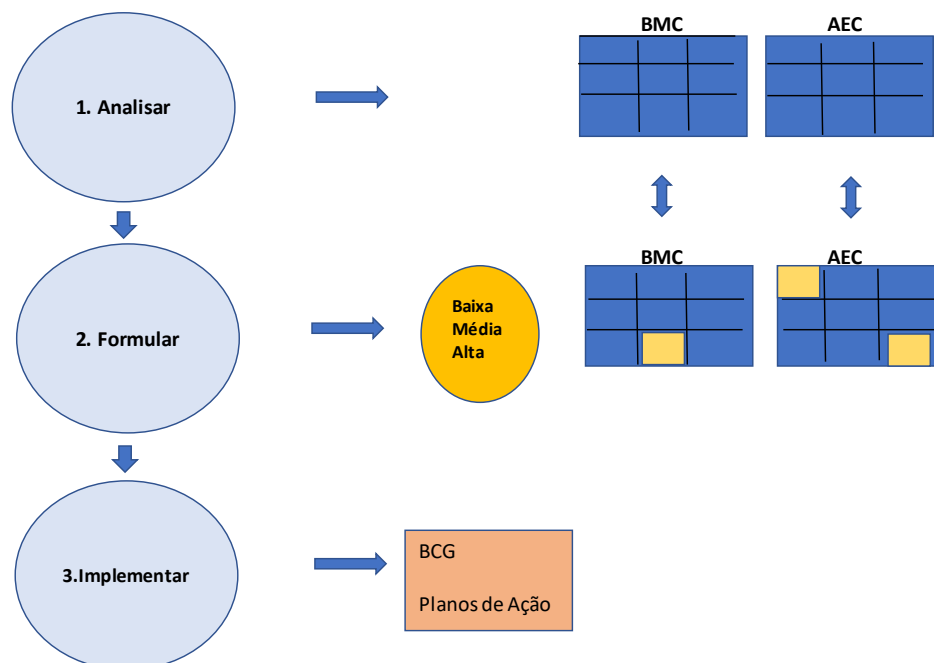 BMC
AEC
1. Analisar
BMC
AEC
2. Formular
Baixa
Média
Alta
3.Implementar
BCG
Planos de Ação